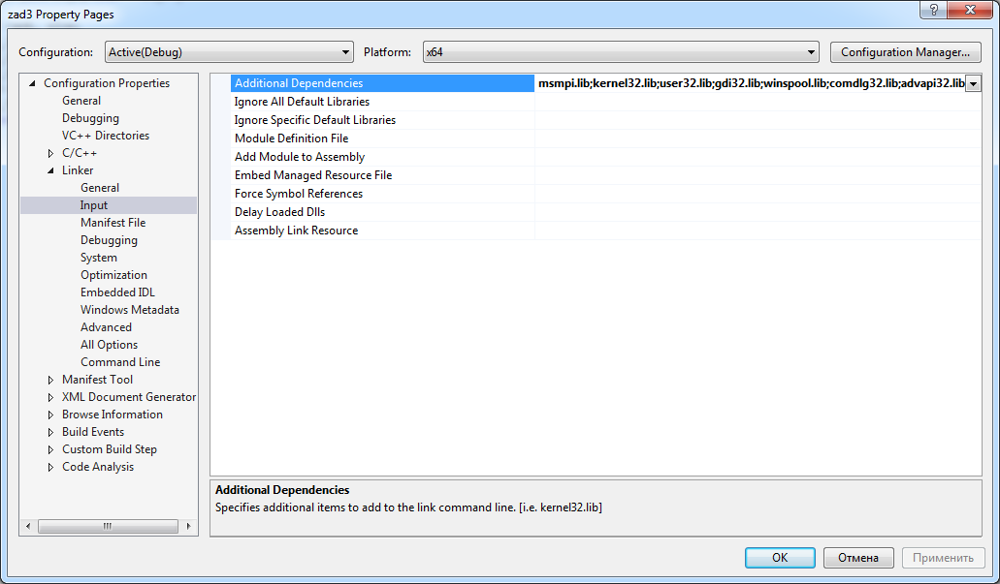 zad3 Property Pages
Configuration: Active(Debug) Platform: x64 Configuration Manager...
Configuration Properties
General
Debugging
VC++ Directories
C/C++
Linker
General
Input
Manifest File
Debugging
System
Optimization
Embedded IDL
Windows Metadata
Advanced
All Options
Command Line
Manifest Tool
XML Document Generator
Browse Information
Build Events
Custom Build Step
Code Analysis
Additional Dependencies msmpi.lib;kernel32.lib;user32.lib;gdi32.lib;winspool.lib;comdlg32.lib;advapi32.lib
Ignore All Default Libraries
Ignore Specific Default Libraries
Module Definition File
Add Module to Assembly
Embed Managed Resource File
Force Symbol References
Delay Loaded Dlls
Assembly Link Resource
Additional Dependencies
Specifies additional items to add to the link command line. [i.e. kernel32.lib]
OK Отмена Применить